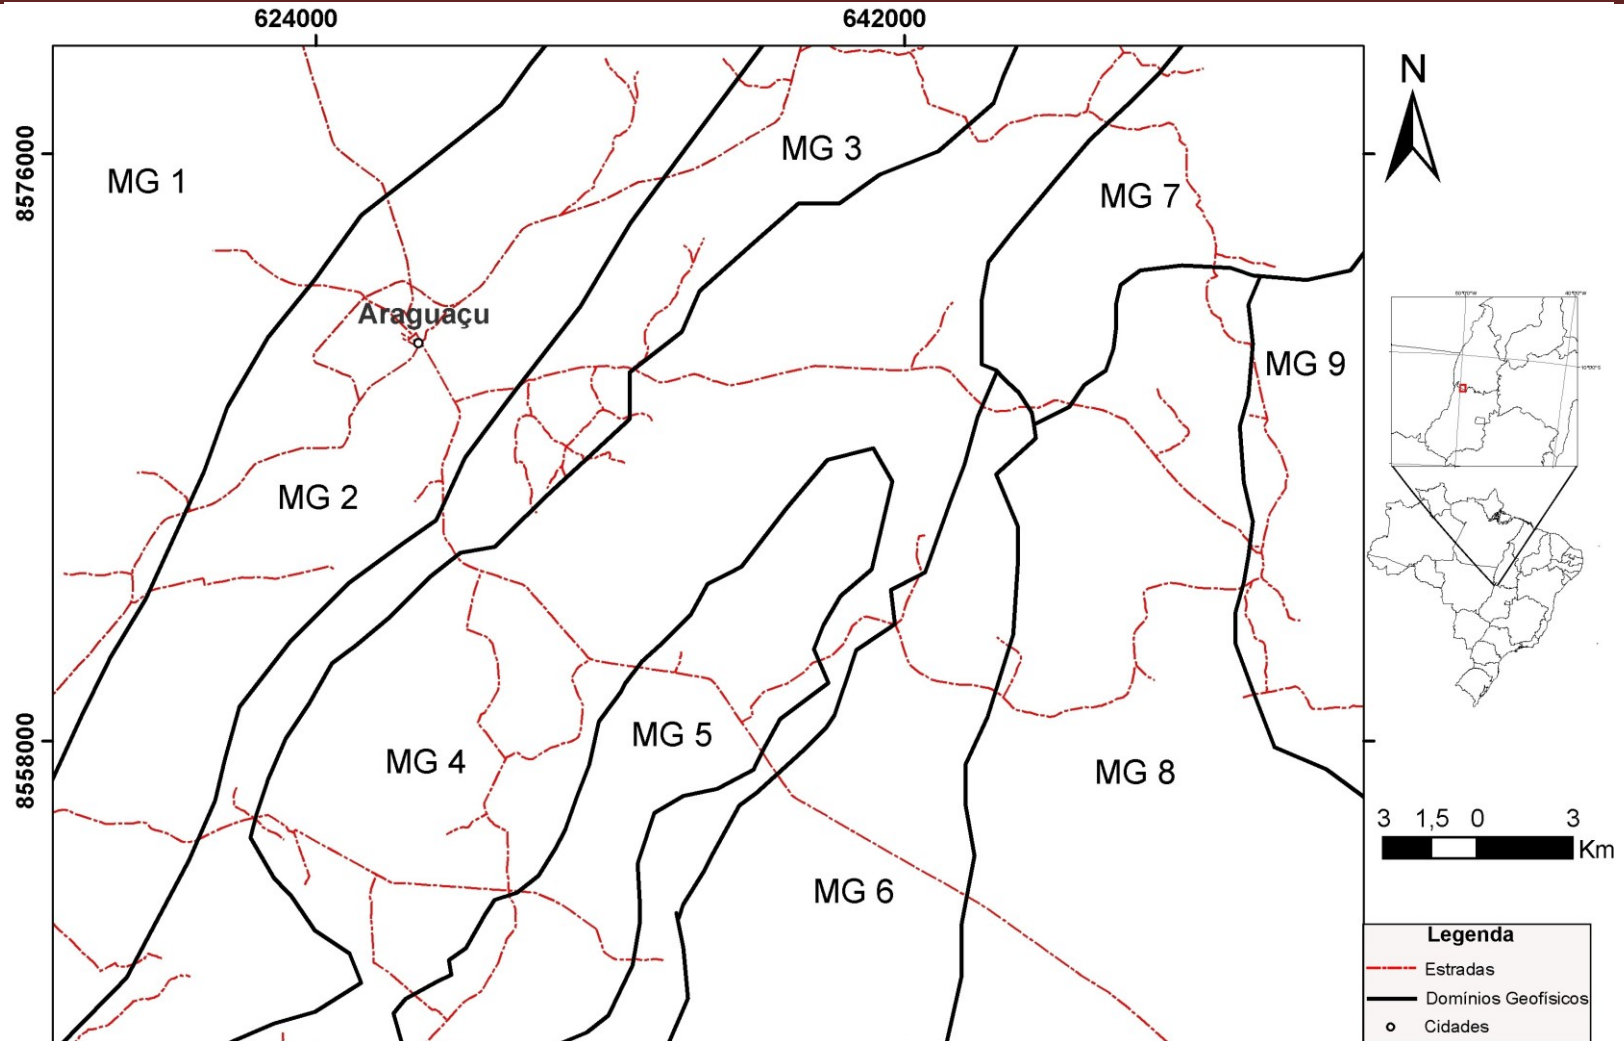 624000
642000
N
8576000
MG 3
MG 1
MG 7
Araguaçu
MG 9
MG 2
MG 5
8558000
MG 4
MG 8
3 1,5 0 3
Km
MG 6
Legenda
Estradas
Domínios Geofísicos
Cidades